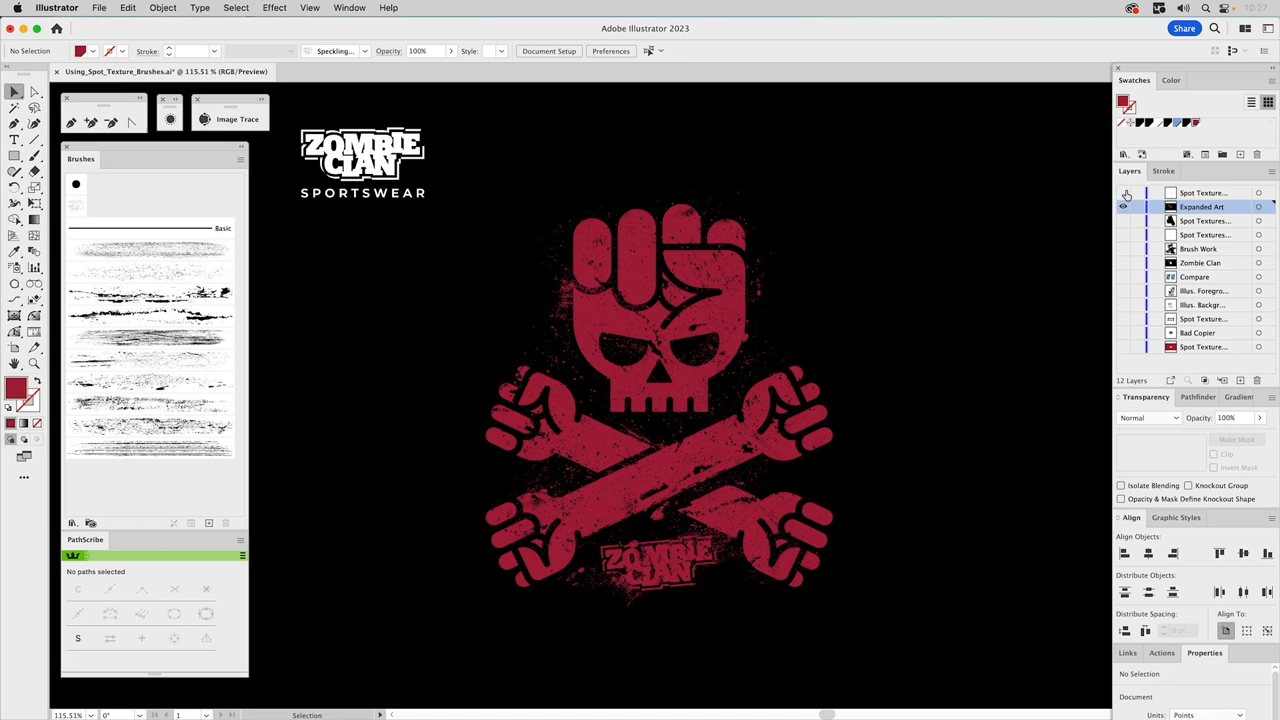 Illustrator File Edit Object Type Select Effect View Window Help 10:27
Adobe Illustrator 2023
Share
No Selection Stroke: Speckling... Opacity: 100% Style: Document Setup Preferences
× Using_Spot_Texture_Brushes.ai* @ 115.51 % (RGB/Preview)
Image Trace
Brushes
Basic
PathScribe
No paths selected
ZOMBIE
CLAN
SPORTSWEAR
ZOMBIE
CLAN
Swatches Color
Layers Stroke
Spot Texture...
Expanded Art
Spot Textures...
Spot Textures...
Brush Work
Zombie Clan
Compare
Illus. Foregro...
Illus. Backgr...
Spot Texture...
Bad Copier
Spot Texture...
12 Layers
Transparency Pathfinder Gradien
Normal Opacity: 100%
Make Mask
Clip
Invert Mask
Isolate Blending Knockout Group
Opacity & Mask Define Knockout Shape
Align Graphic Styles
Align Objects:
Distribute Objects:
Distribute Spacing: Align To:
0 pt
Links Actions Properties
No Selection
Document
Units: Points
115.51% 0° 1 Selection